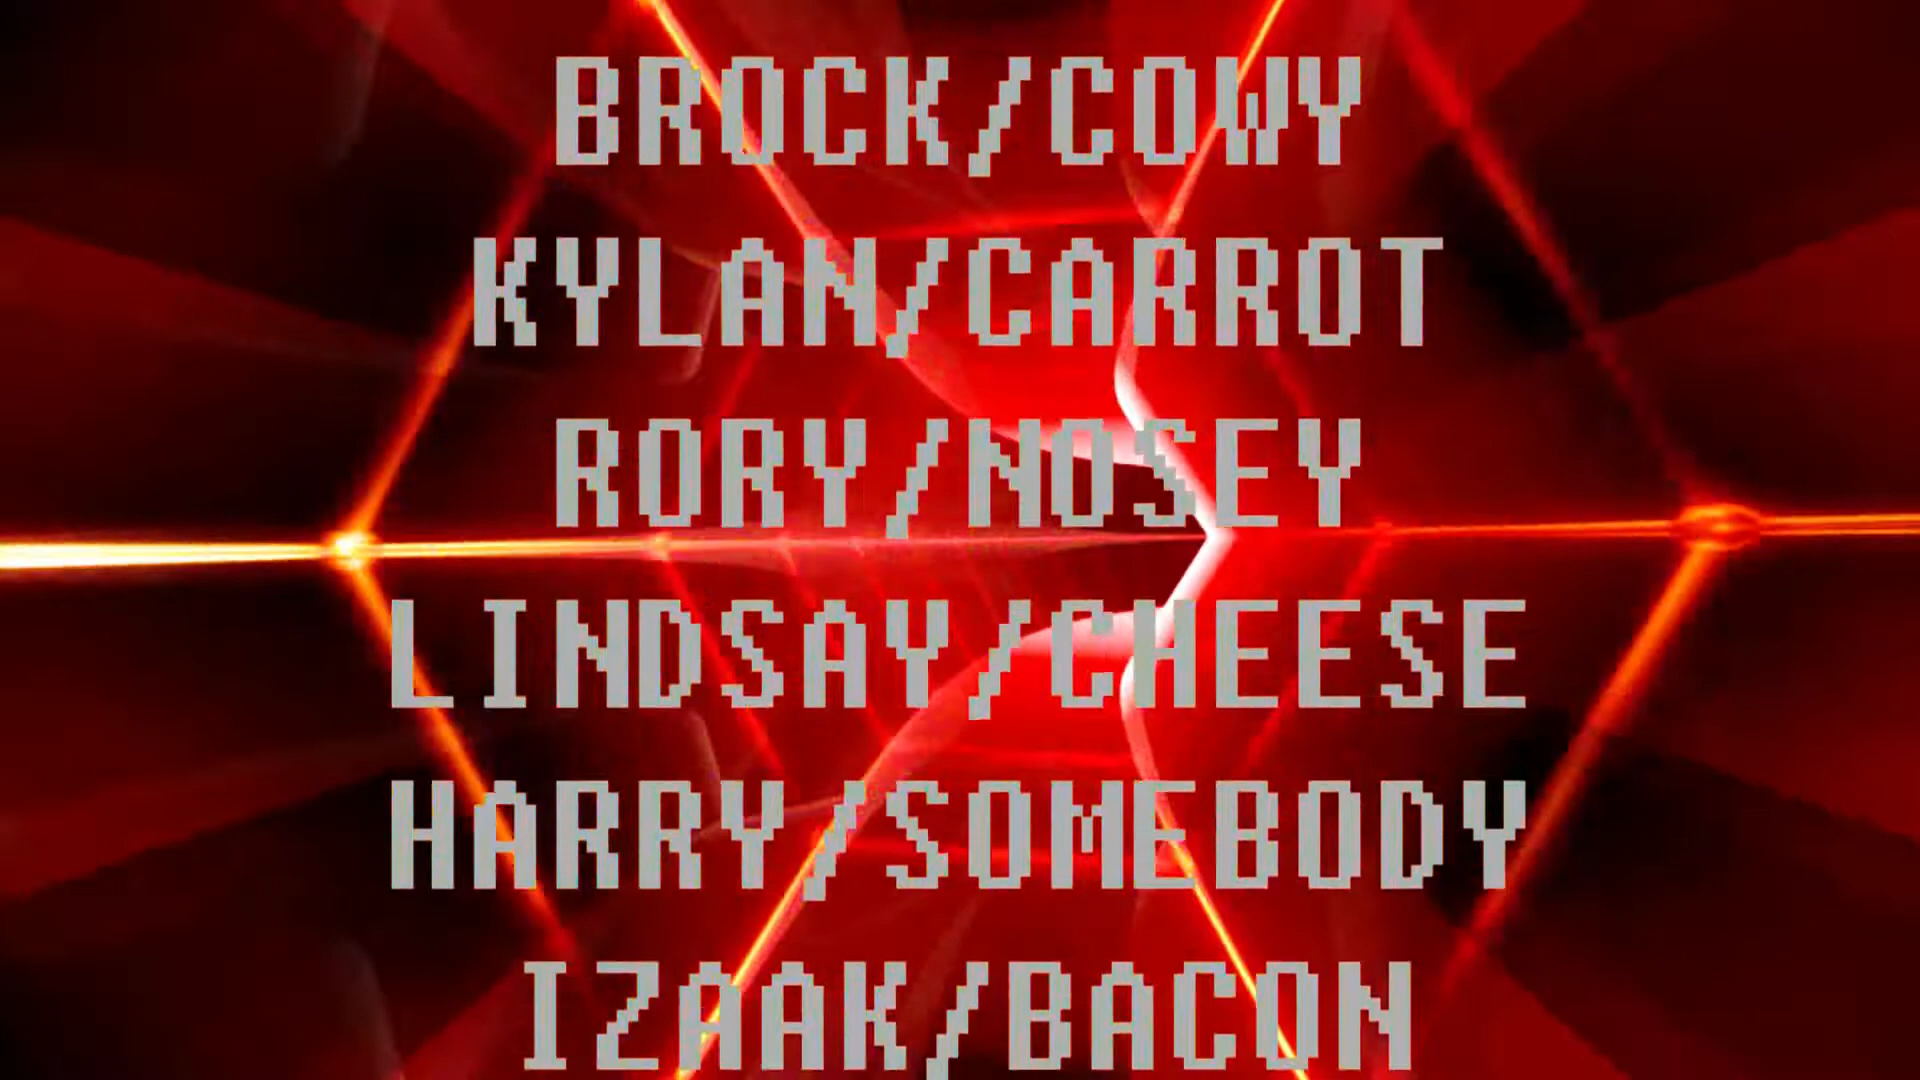 BROCK/COWY
KYLAN/CARROT
RORY/NOSEY
LINDSAY/CHEESE
HARRY/SOMEBODY
IZAAK/BACON